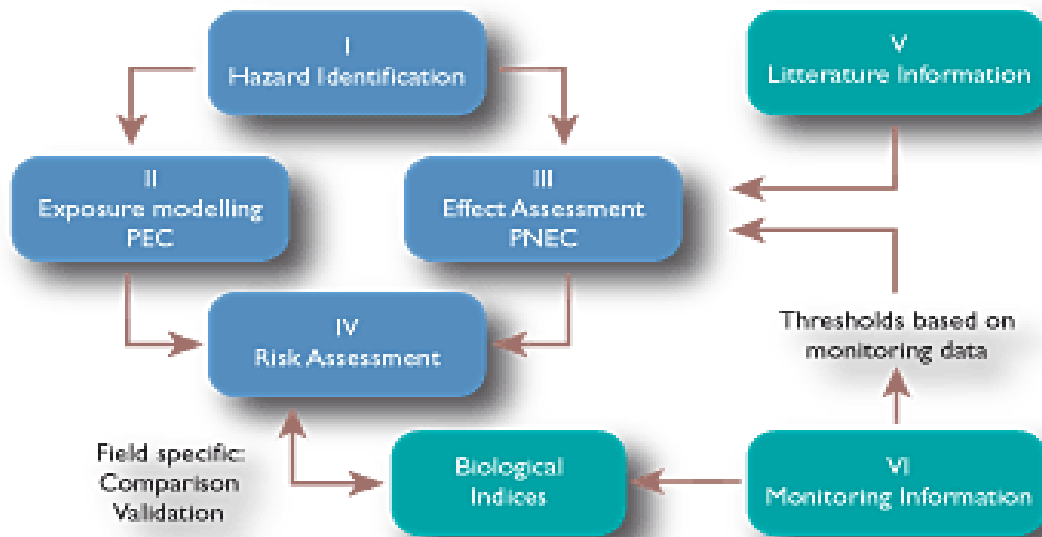 I
Hazard Identification
V
Litterature Information
II
Exposure modelling
PEC
III
Effect Assessment
PNEC
IV
Risk Assessment
Thresholds based on
monitoring data
Field specific:
Comparison
Validation
Biological
Indices
VI
Monitoring Information